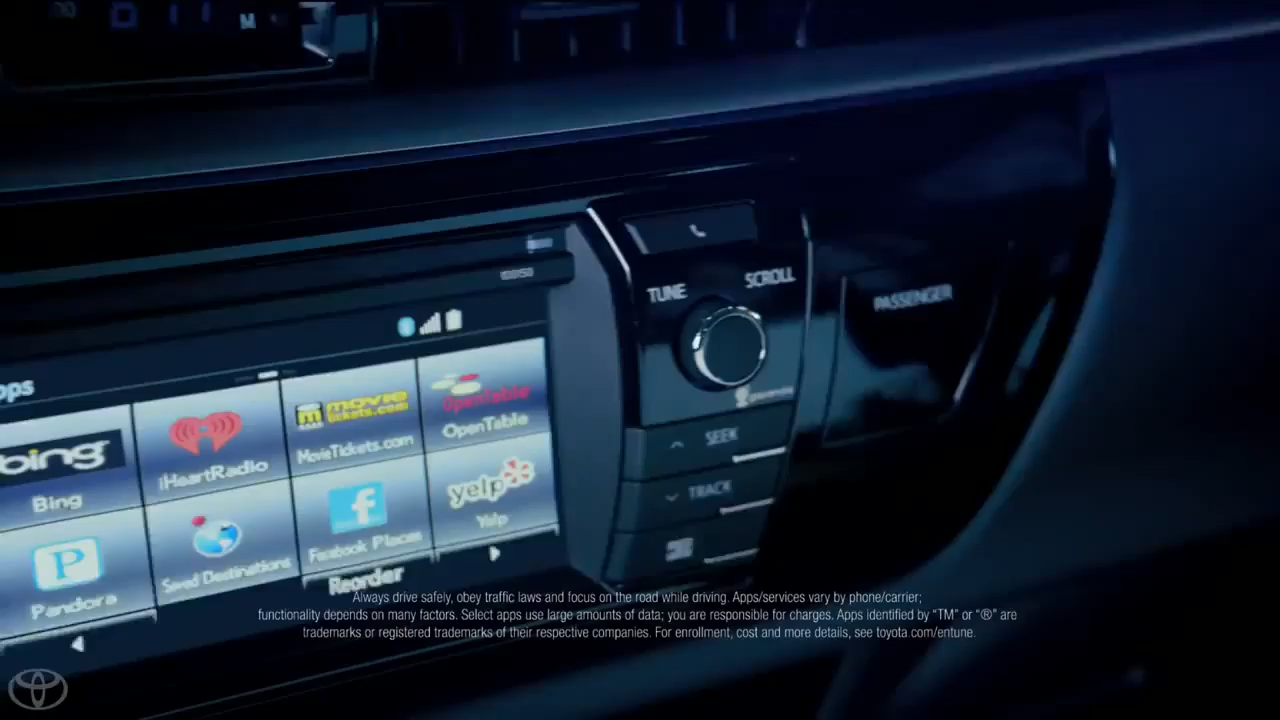 TUNE
SCROLL
PASSENGER
pps
bing
Bing
iHeartRadio
movie
tickets.com
MovieTickets.com
OpenTable
OpenTable
SEEK
TRACK
P
Pandora
Saved Destinations
f
Facebook Places
yelp
Yelp
Reorder
Always drive safely, obey traffic laws and focus on the road while driving. Apps/services vary by phone/carrier;
functionality depends on many factors. Select apps use large amounts of data; you are responsible for charges. Apps identified by “TM” or “®” are
trademarks or registered trademarks of their respective companies. For enrollment, cost and more details, see toyota.com/entune.